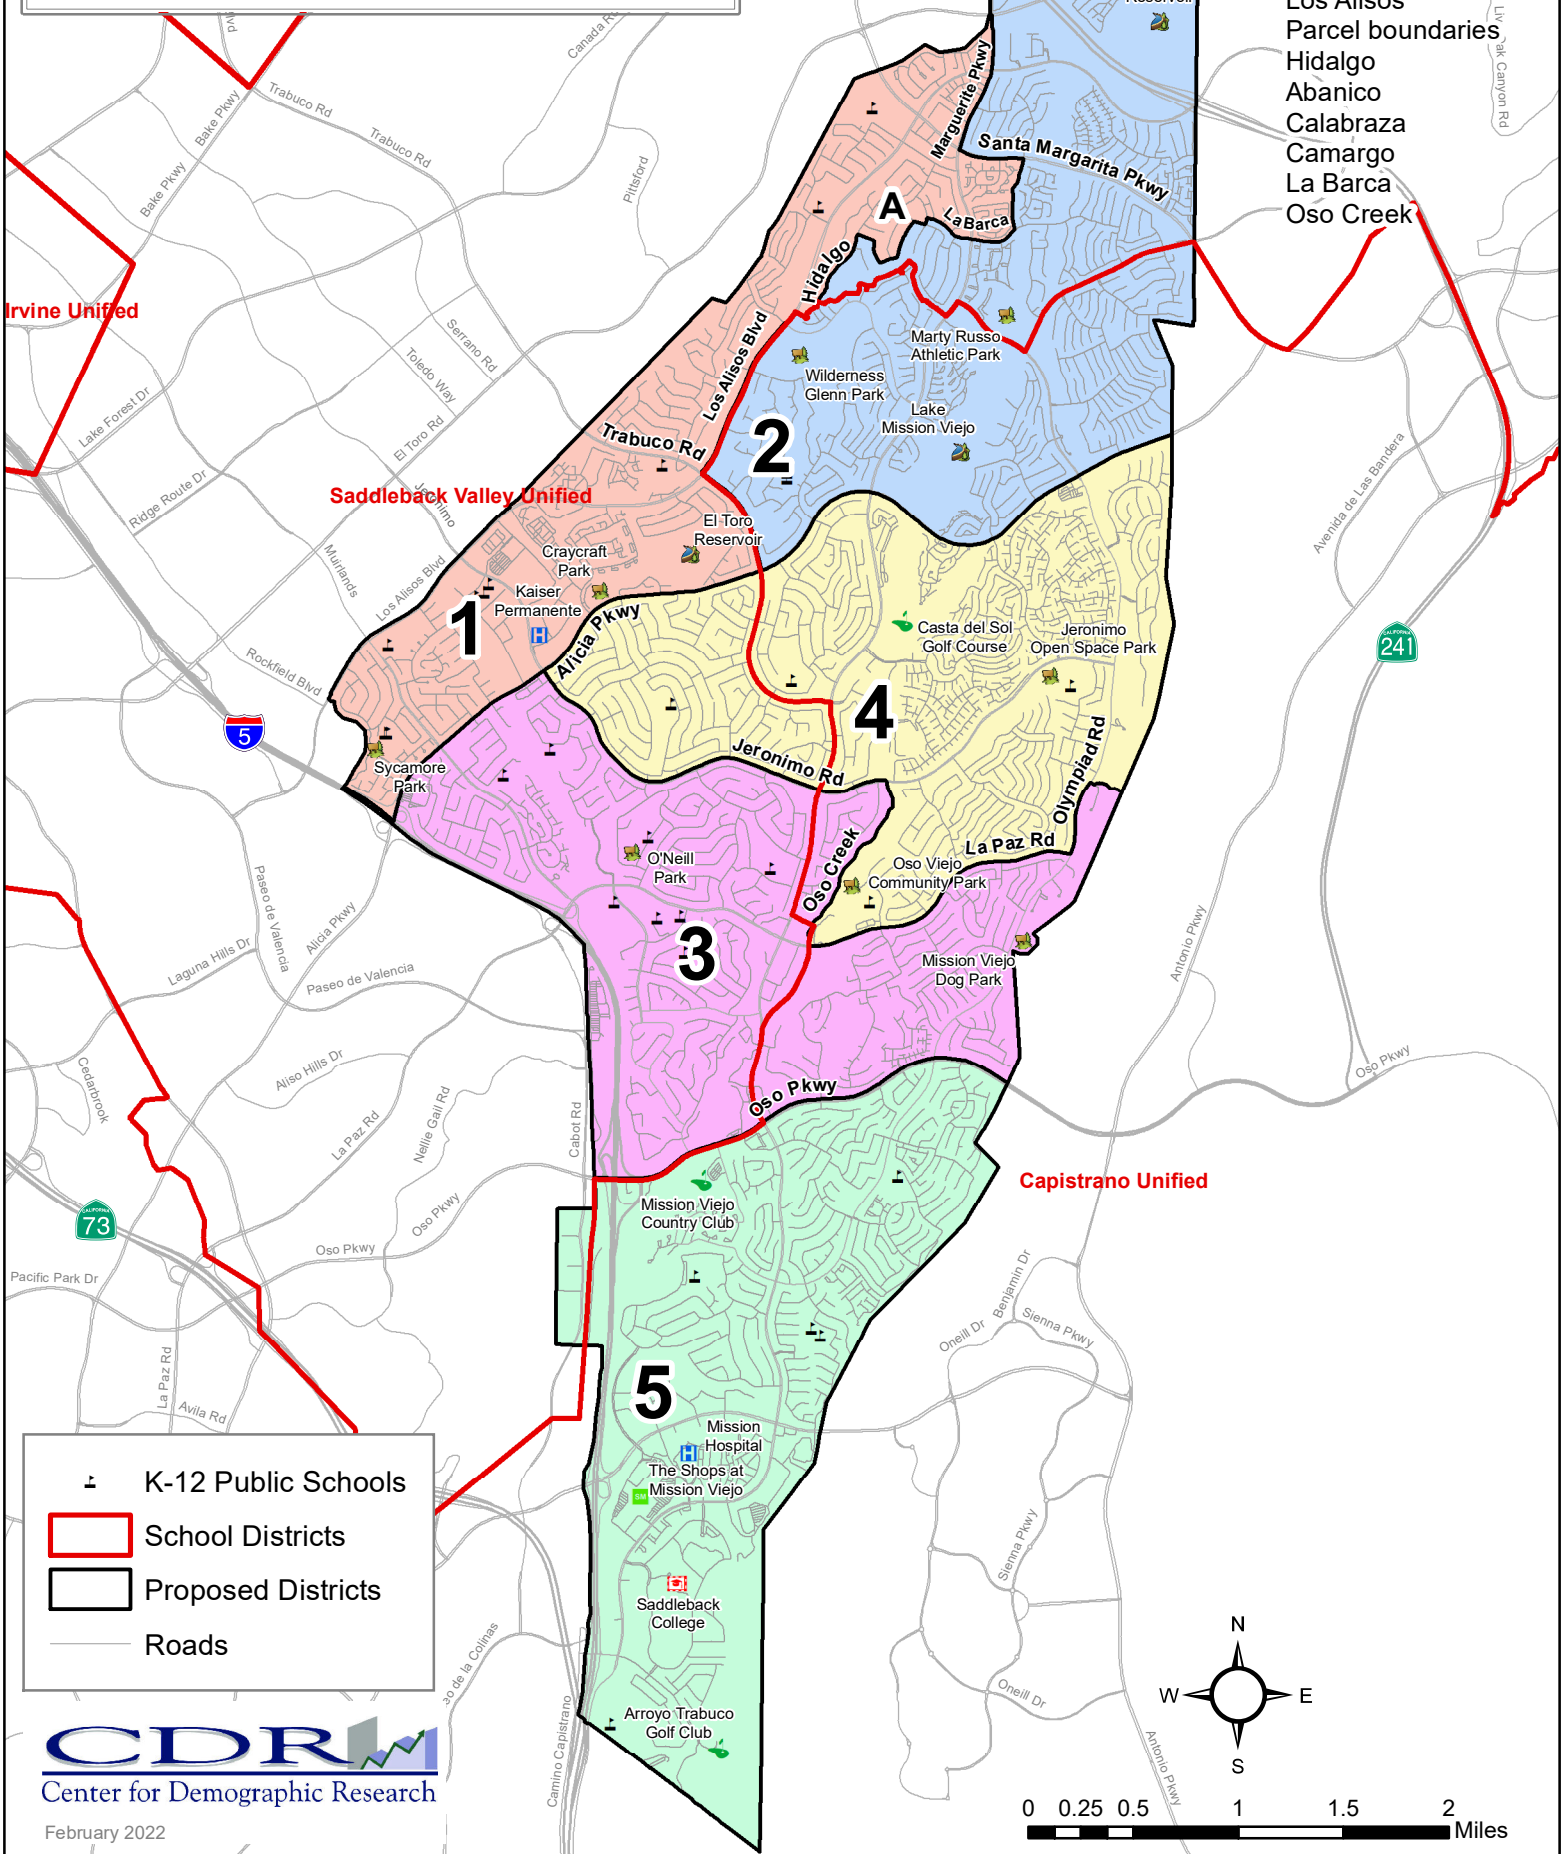 Reservoir
Los Alisos
Parcel boundaries
Hidalgo
Abanico
Calabraza
Camargo
La Barca
Oso Creek
Canada Rd
Trabuco Rd
Bake Pkwy
Trabuco Rd
Bake Pkwy
Pittsford
Marguerite Pkwy
Santa Margarita Pkwy
A
La Barca
Hidalgo
Irvine Unified
Serrano Rd
Toledo Way
Los Alisos Blvd
Marty Russo
Athletic Park
Wilderness
Glenn Park
Lake
Mission Viejo
2
Lake Forest Dr
El Toro Rd
Trabuco Rd
Ridge Route Dr
Jeronimo
Saddleback Valley Unified
Avenida de Las Bandera
El Toro
Reservoir
Craycraft
Park
Kaiser
Permanente
Muirlands
Los Alisos Blvd
1
Alicia Pkwy
Casta del Sol
Golf Course
Jeronimo
Open Space Park
CALIFORNIA
241
Rockfield Blvd
5
4
Jeronimo Rd
Olympiad Rd
Sycamore
Park
La Paz Rd
O'Neill
Park
Oso Creek
Oso Viejo
Community Park
Paseo de Valencia
Alicia Pkwy
Laguna Hills Dr
Paseo de Valencia
3
Mission Viejo
Dog Park
Antonio Pkwy
Cedarbrook
Aliso Hills Dr
La Paz Rd
Nellie Gail Rd
Cabot Rd
Oso Pkwy
Oso Pkwy
Capistrano Unified
CALIFORNIA
73
Oso Pkwy
Oso Pkwy
Pacific Park Dr
Mission Viejo
Country Club
Benjamin Dr
Oneill Dr
Sienna Pkwy
La Paz Rd
Avila Rd
5
Mission
Hospital
The Shops at
Mission Viejo
SM
K-12 Public Schools
School Districts
Proposed Districts
Roads
Sienna Pkwy
Saddleback
College
Oneill Dr
Arroyo Trabuco
Golf Club
Camino Capistrano
Antonio Pkwy
N
W
E
S
CDR
Center for Demographic Research
February 2022
0 0.25 0.5 1 1.5 2
Miles